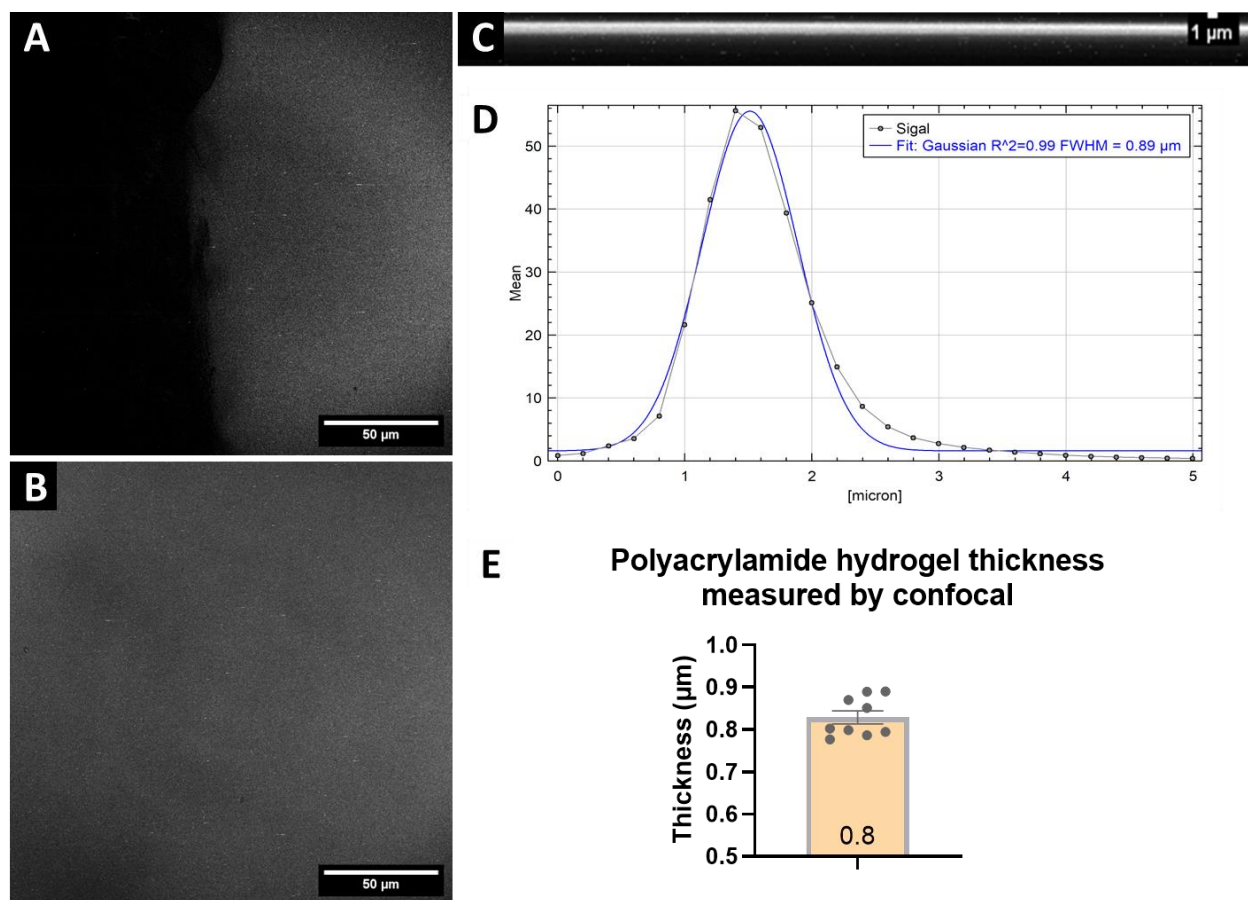 A
50 µm
B
50 µm
C
1 µm
D
Sigal
Fit: Gaussian R^2=0.99 FWHM = 0.89 µm
50
40
30
20
10
0
Mean
0 1 2 3 4 5
[micron]
E
Polyacrylamide hydrogel thickness
measured by confocal
1.0
0.9
0.8
0.7
0.6
0.5
Thickness (µm)
0.8